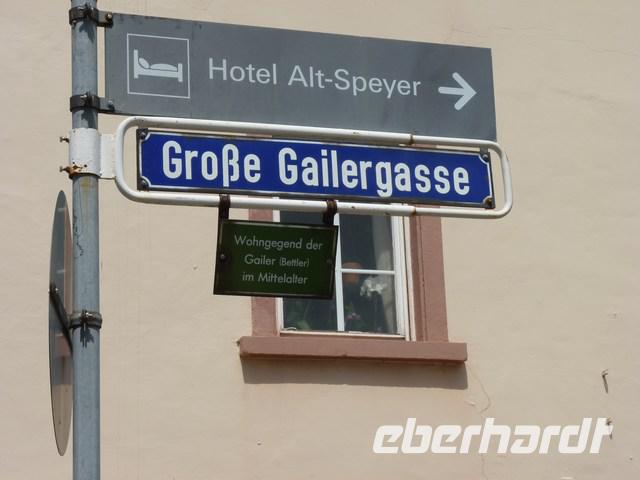 Hotel Alt-Speyer
Große Gailergasse
Wohngegend der
Gailer (Bettler)
im Mittelalter
eberhardt